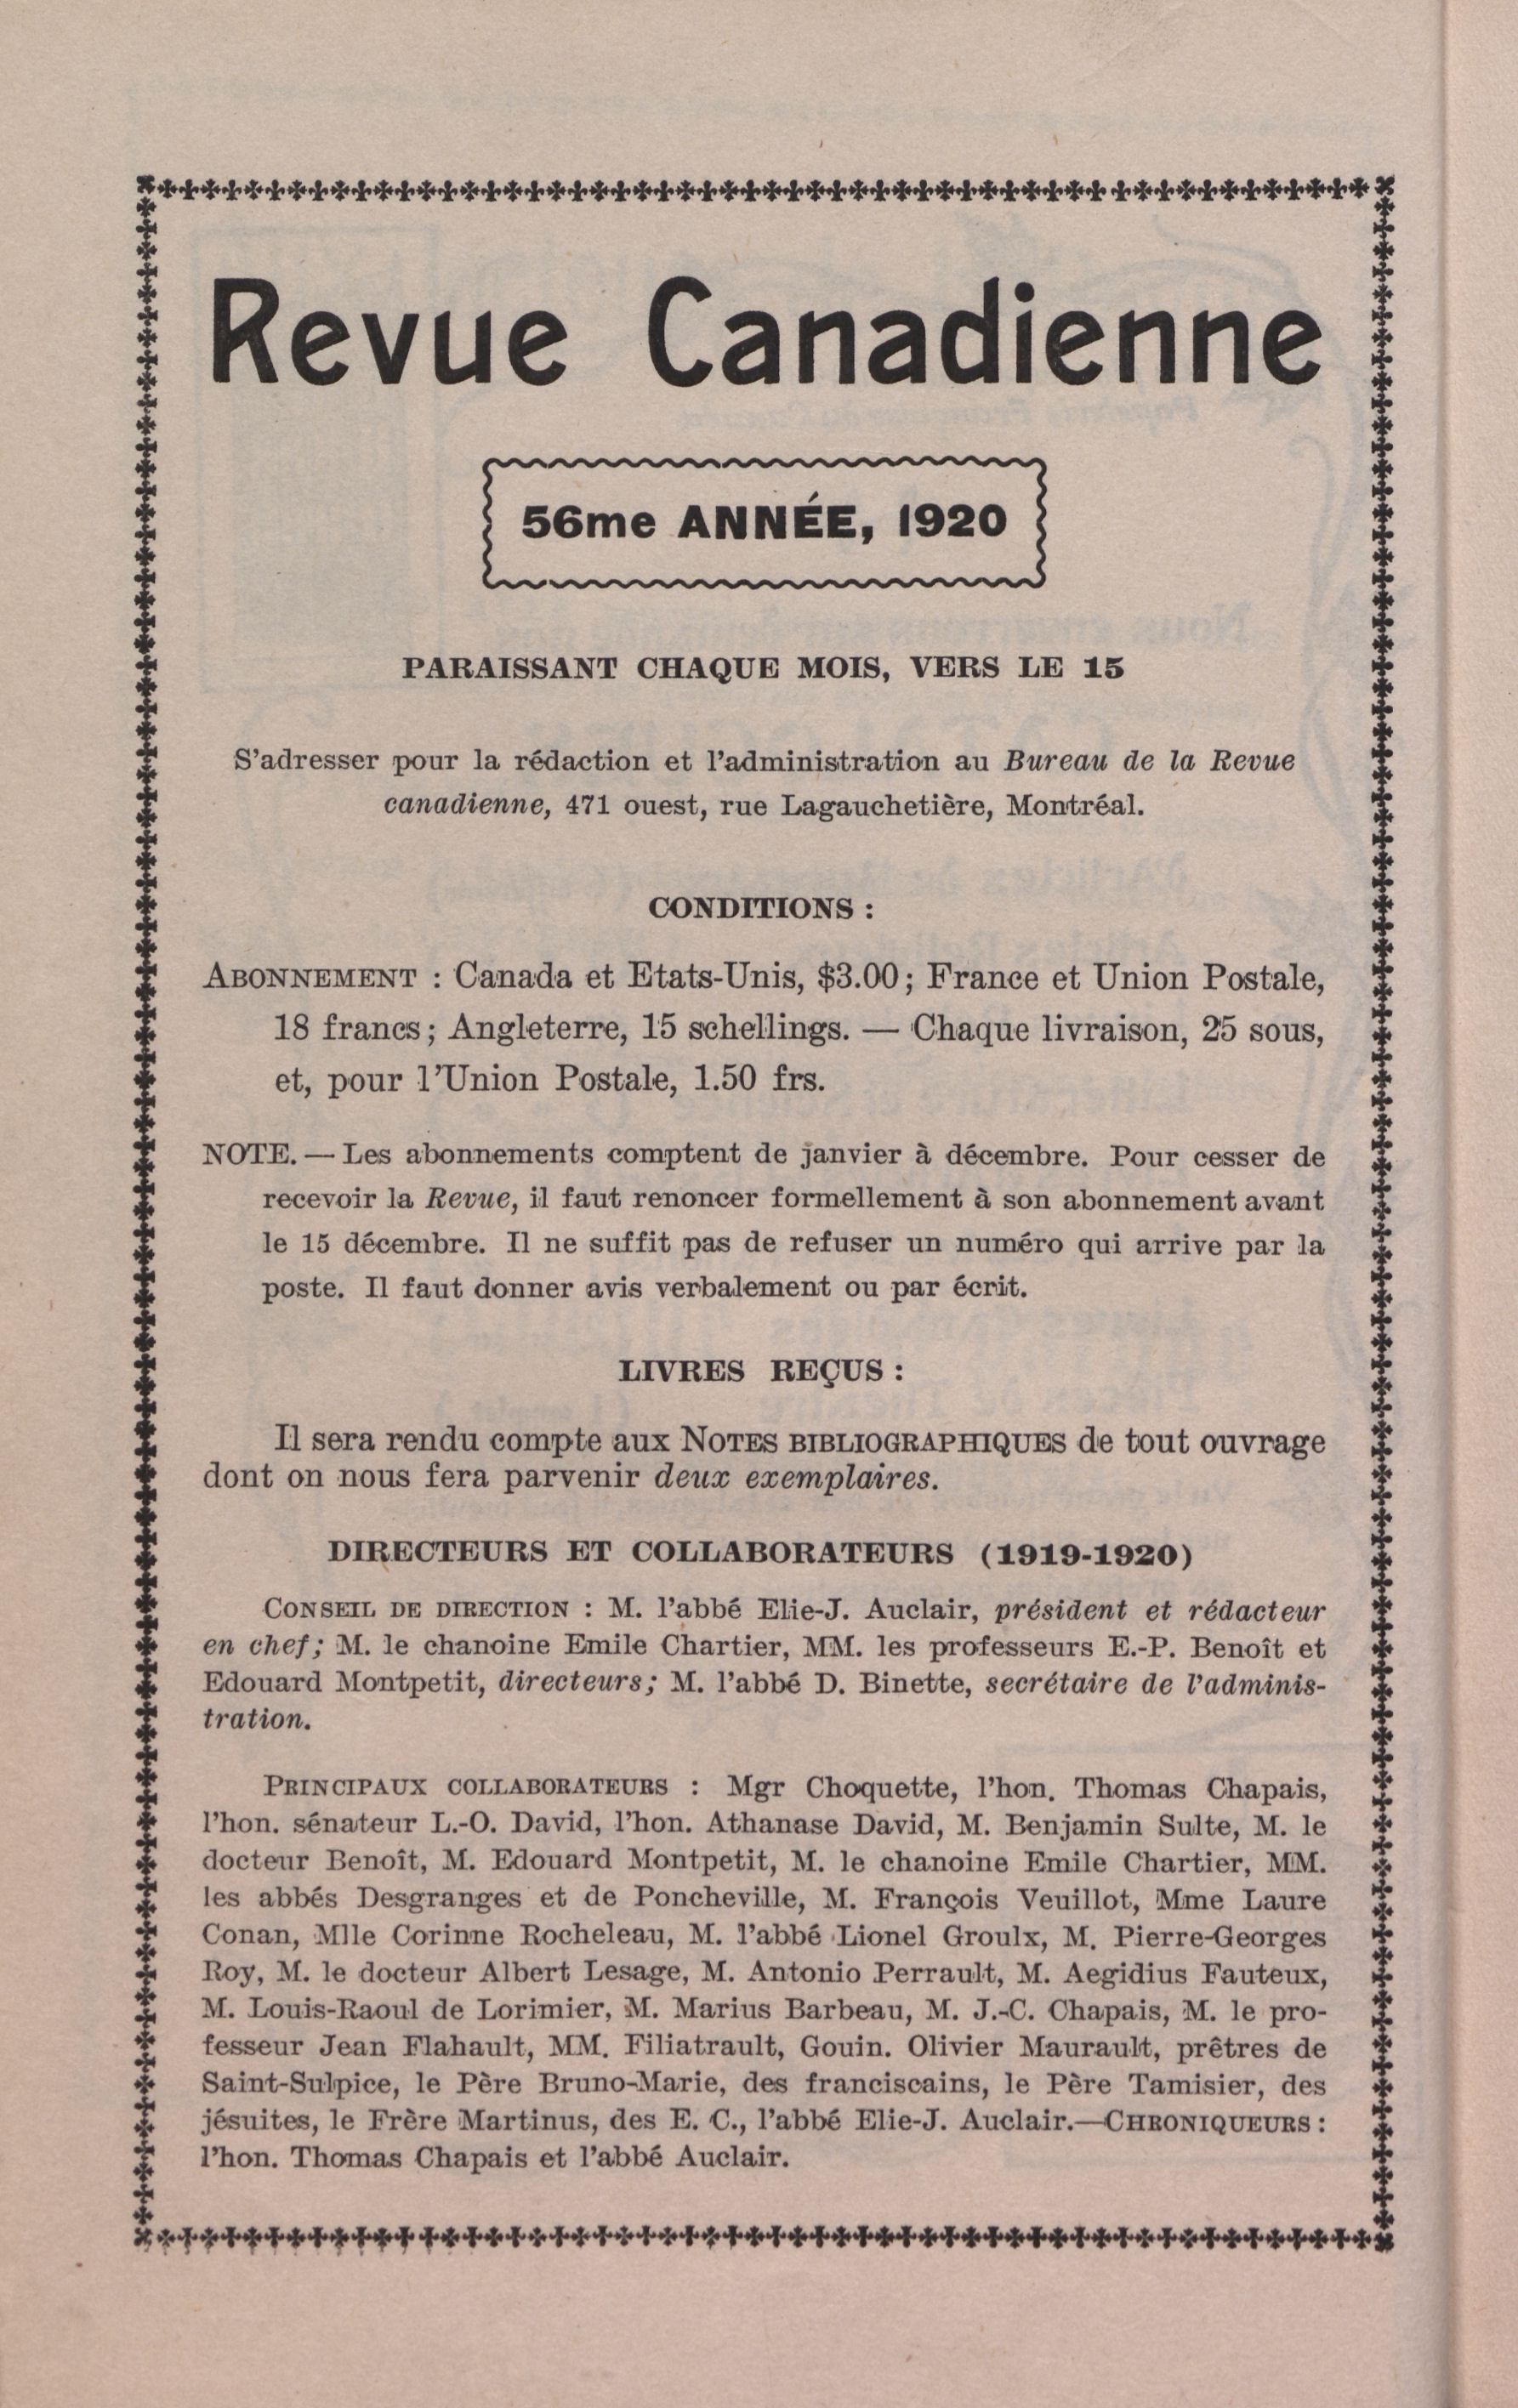 Revue Canadienne
56me ANNÉE, 1920
PARAISSANT CHAQUE MOIS, VERS LE 15
S'adresser pour la rédaction et l'administration au Bureau de la Revue
canadienne, 471 ouest, rue Lagauchetière, Montréal.
CONDITIONS :
ABONNEMENT : Canada et Etats-Unis, $3.00; France et Union Postale,
18 francs; Angleterre, 15 schellings. — Chaque livraison, 25 sous,
et, pour l'Union Postale, 1.50 frs.
NOTE. — Les abonnements comptent de janvier à décembre. Pour cesser de
recevoir la Revue, il faut renoncer formellement à son abonnement avant
le 15 décembre. Il ne suffit pas de refuser un numéro qui arrive par la
poste. Il faut donner avis verbalement ou par écrit.
LIVRES REÇUS :
Il sera rendu compte aux NOTES BIBLIOGRAPHIQUES de tout ouvrage
dont on nous fera parvenir deux exemplaires.
DIRECTEURS ET COLLABORATEURS (1919-1920)
CONSEIL DE DIRECTION : M. l'abbé Elie-J. Auclair, président et rédacteur
en chef; M. le chanoine Emile Chartier, MM. les professeurs E.-P. Benoît et
Edouard Montpetit, directeurs; M. l'abbé D. Binette, secrétaire de l'adminis-
tration.
PRINCIPAUX COLLABORATEURS : Mgr Choquette, l'hon. Thomas Chapais,
l'hon. sénateur L.-O. David, l'hon. Athanase David, M. Benjamin Sulte, M. le
docteur Benoît, M. Edouard Montpetit, M. le chanoine Emile Chartier, MM.
les abbés Desgranges et de Poncheville, M. François Veuillot, Mme Laure
Conan, Mlle Corinne Rocheleau, M. l'abbé Lionel Groulx, M. Pierre-Georges
Roy, M. le docteur Albert Lesage, M. Antonio Perrault, M. Aegidius Fauteux,
M. Louis-Raoul de Lorimier, M. Marius Barbeau, M. J.-C. Chapais, M. le pro-
fesseur Jean Flahault, MM. Filiatrault, Gouin. Olivier Maurault, prêtres de
Saint-Sulpice, le Père Bruno-Marie, des franciscains, le Père Tamisier, des
jésuites, le Frère Martinus, des E. C., l'abbé Elie-J. Auclair.—CHRONIQUEURS :
l'hon. Thomas Chapais et l'abbé Auclair.